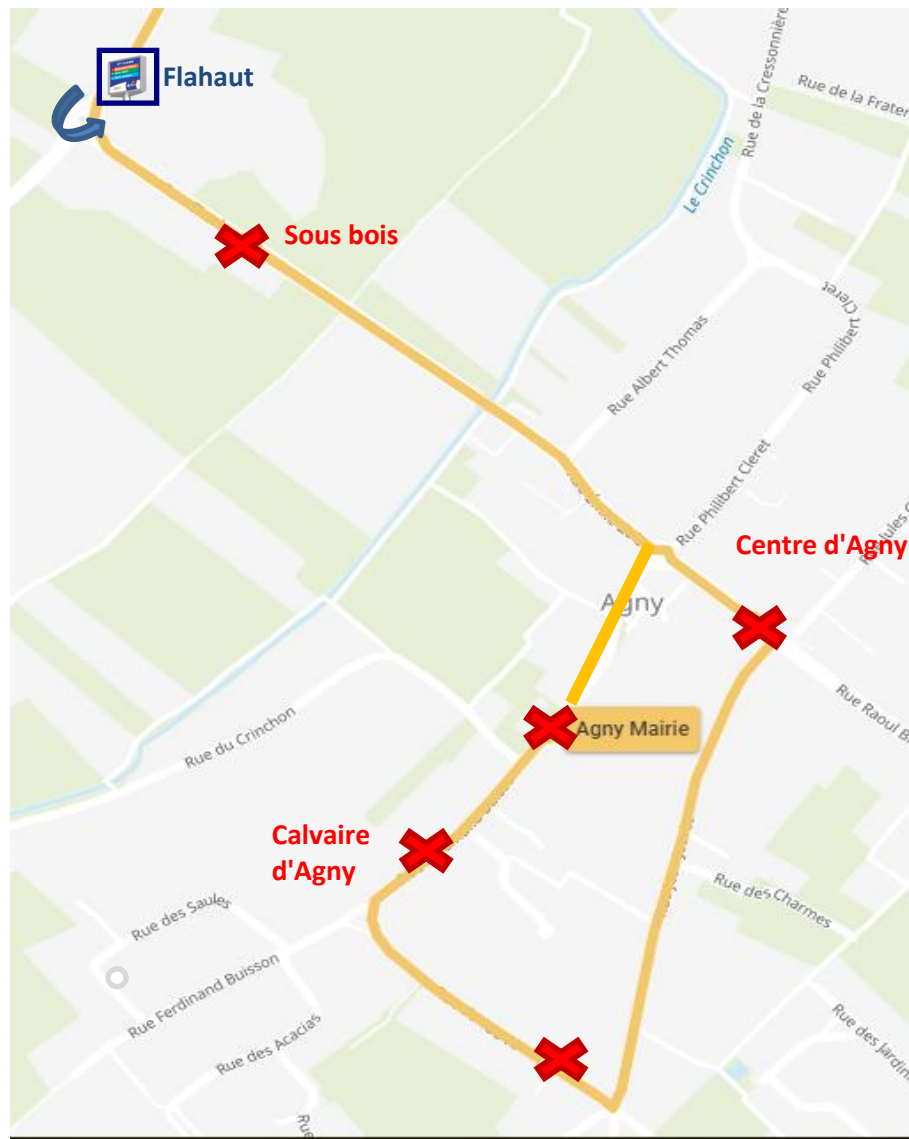 Flahaut
Rue de la Cressonnière
Rue de la Frater
Le Crinchon
Sous bois
Cleret
Rue Philibert
Rue Albert Thomas
Rue Philibert Cleret
Centre d'Agny
Agny
Rue Raoul B
Agny Mairie
Rue du Crinchon
Calvaire
d'Agny
Rue des Charmes
Rue des Saules
Rue Ferdinand Buisson
Rue des Acacias
Rue des Jardins
Rue